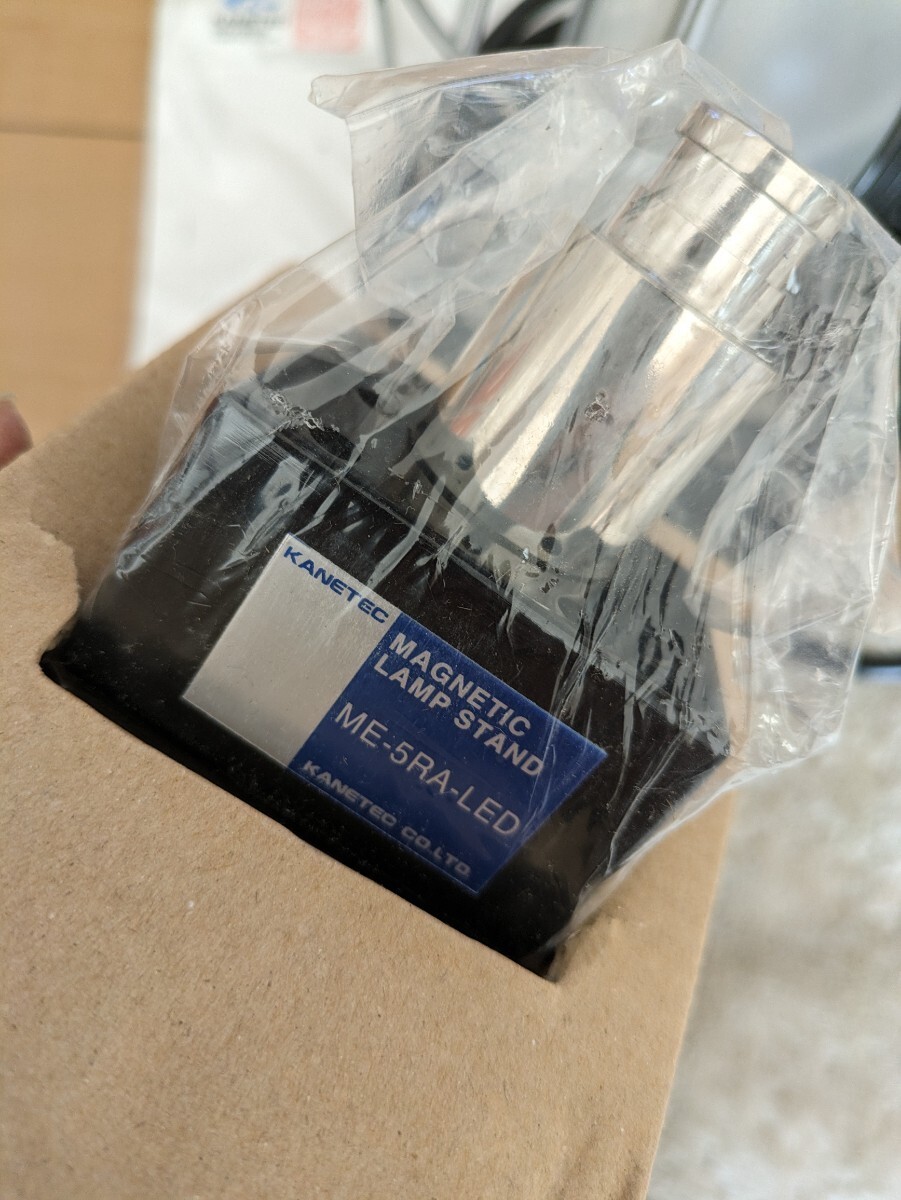 KANETEC
MAGNETIC
LAMP STAND
ME-5RA-LED
KANETEC CO.LTD.